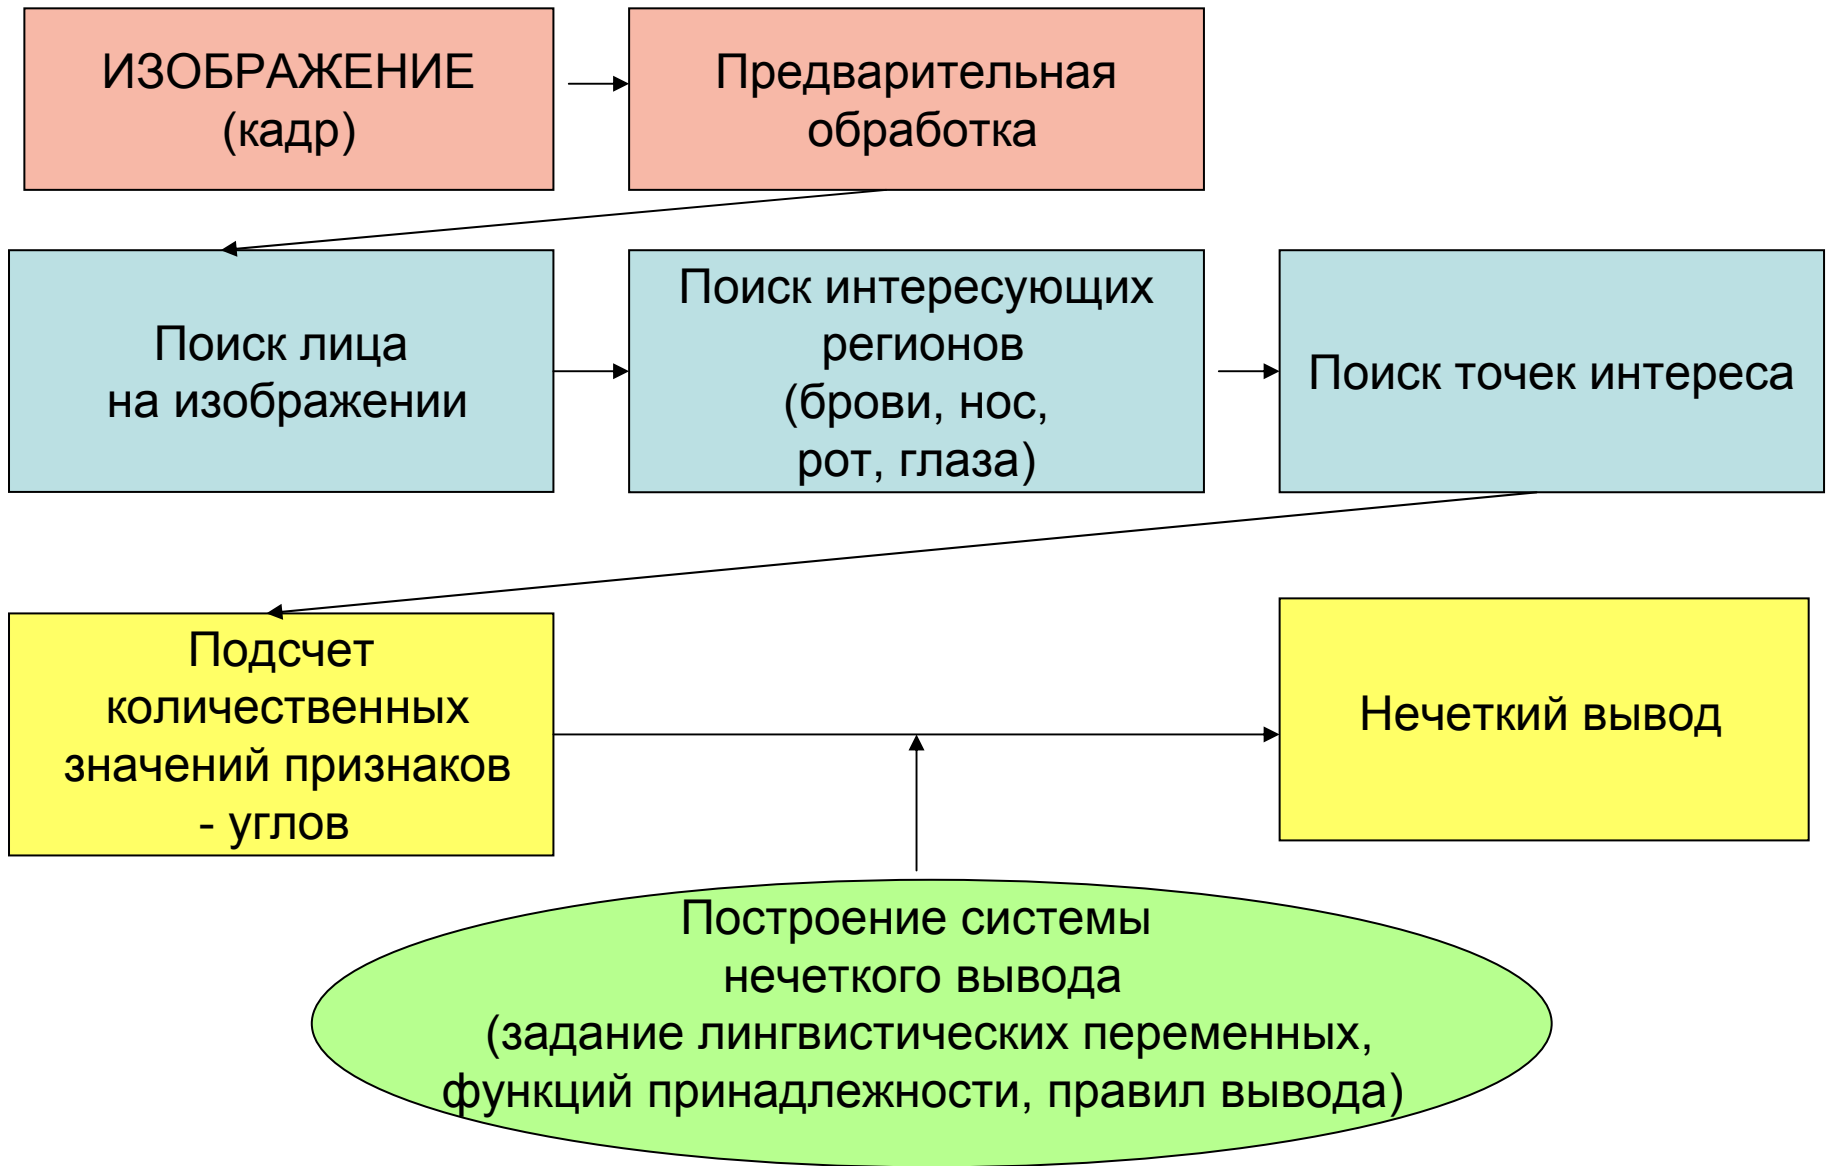 ИЗОБРАЖЕНИЕ
(кадр)
Предварительная
обработка
Поиск лица
на изображении
Поиск интересующих
регионов
(брови, нос,
рот, глаза)
Поиск точек интереса
Подсчет
количественных
значений признаков
- углов
Нечеткий вывод
Построение системы
нечеткого вывода
(задание лингвистических переменных,
функций принадлежности, правил вывода)